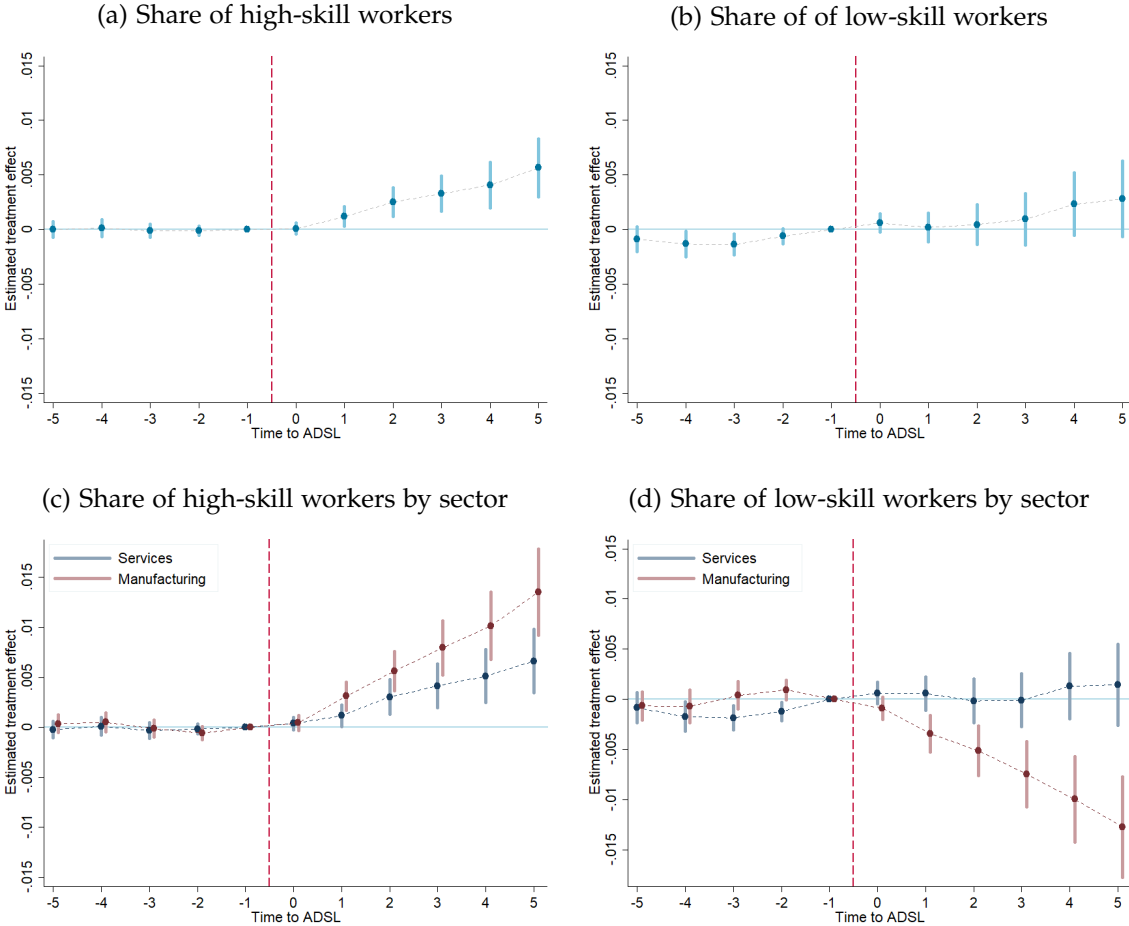 (a) Share of high-skill workers
Estimated treatment effect
.015
.01
.005
0
-.005
-.01
-.015
-5 -4 -3 -2 -1 0 1 2 3 4 5
Time to ADSL
(b) Share of of low-skill workers
Estimated treatment effect
.015
.01
.005
0
-.005
-.01
-.015
-5 -4 -3 -2 -1 0 1 2 3 4 5
Time to ADSL
(c) Share of high-skill workers by sector
Services
Manufacturing
Estimated treatment effect
.015
.01
.005
0
-.005
-.01
-.015
-5 -4 -3 -2 -1 0 1 2 3 4 5
Time to ADSL
(d) Share of low-skill workers by sector
Services
Manufacturing
Estimated treatment effect
.015
.01
.005
0
-.005
-.01
-.015
-5 -4 -3 -2 -1 0 1 2 3 4 5
Time to ADSL